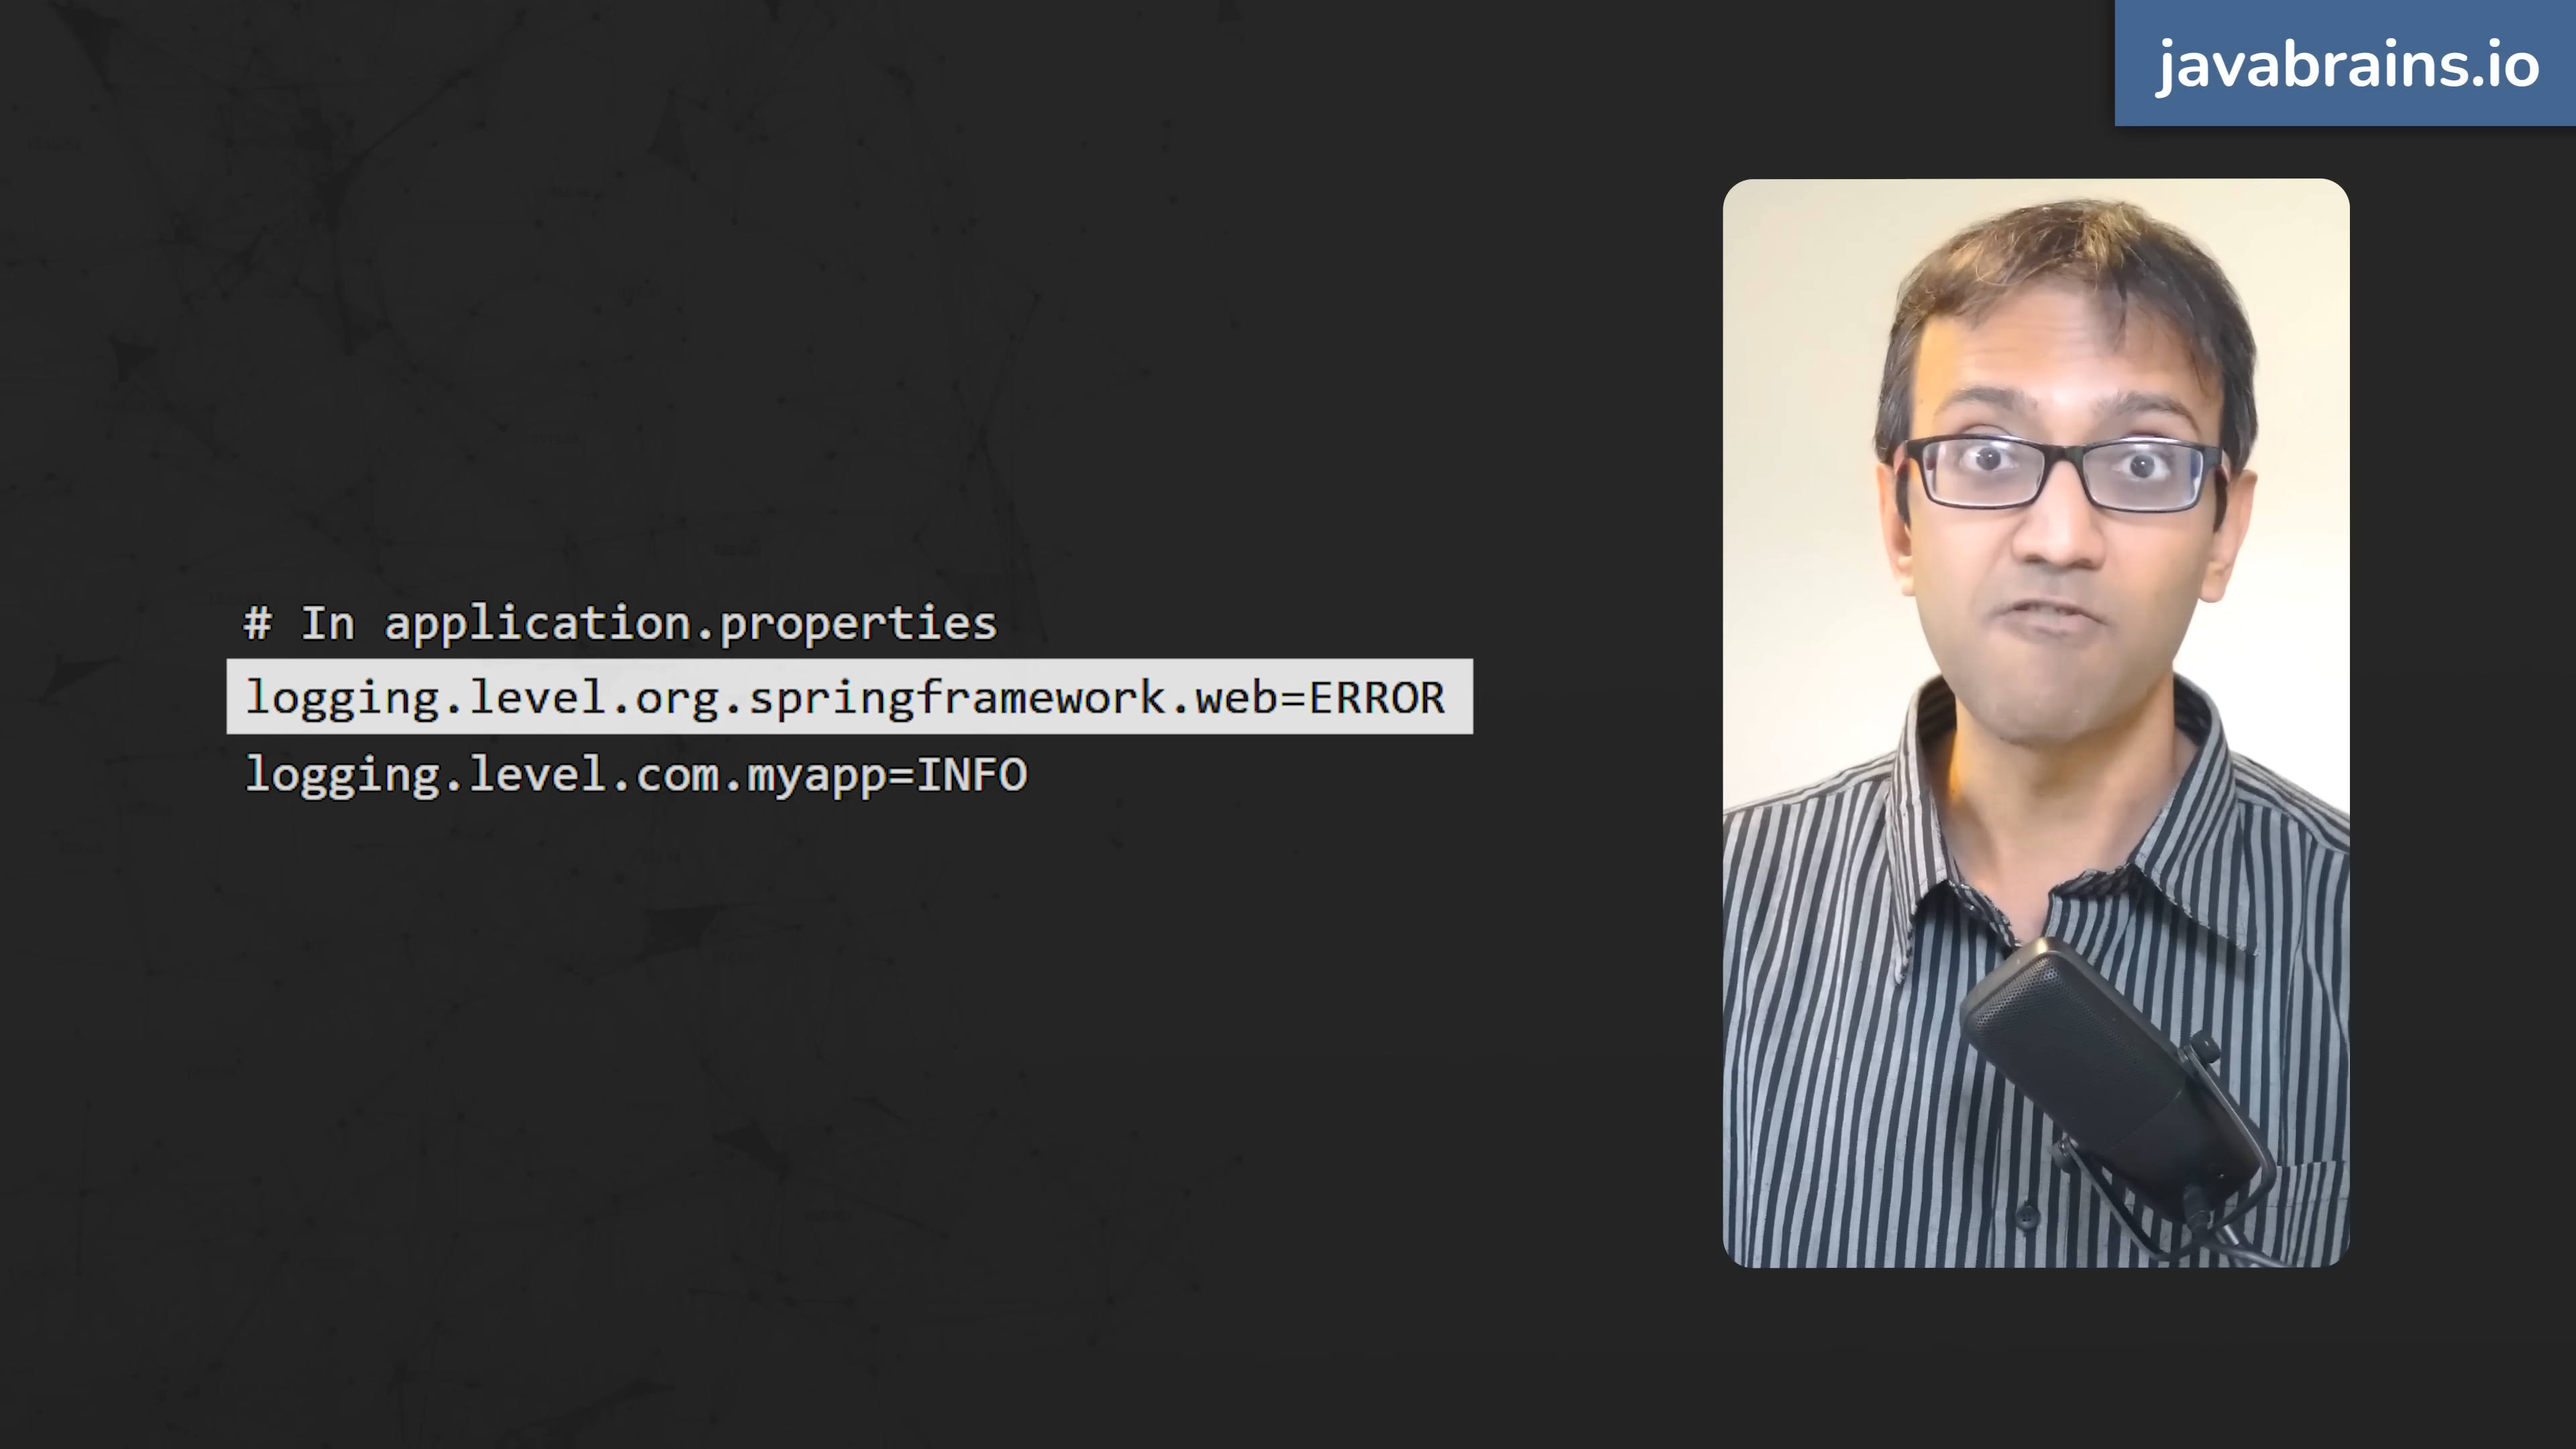 javabrains.io
# In application.properties
logging.level.org.springframework.web=ERROR
logging.level.com.myapp=INFO